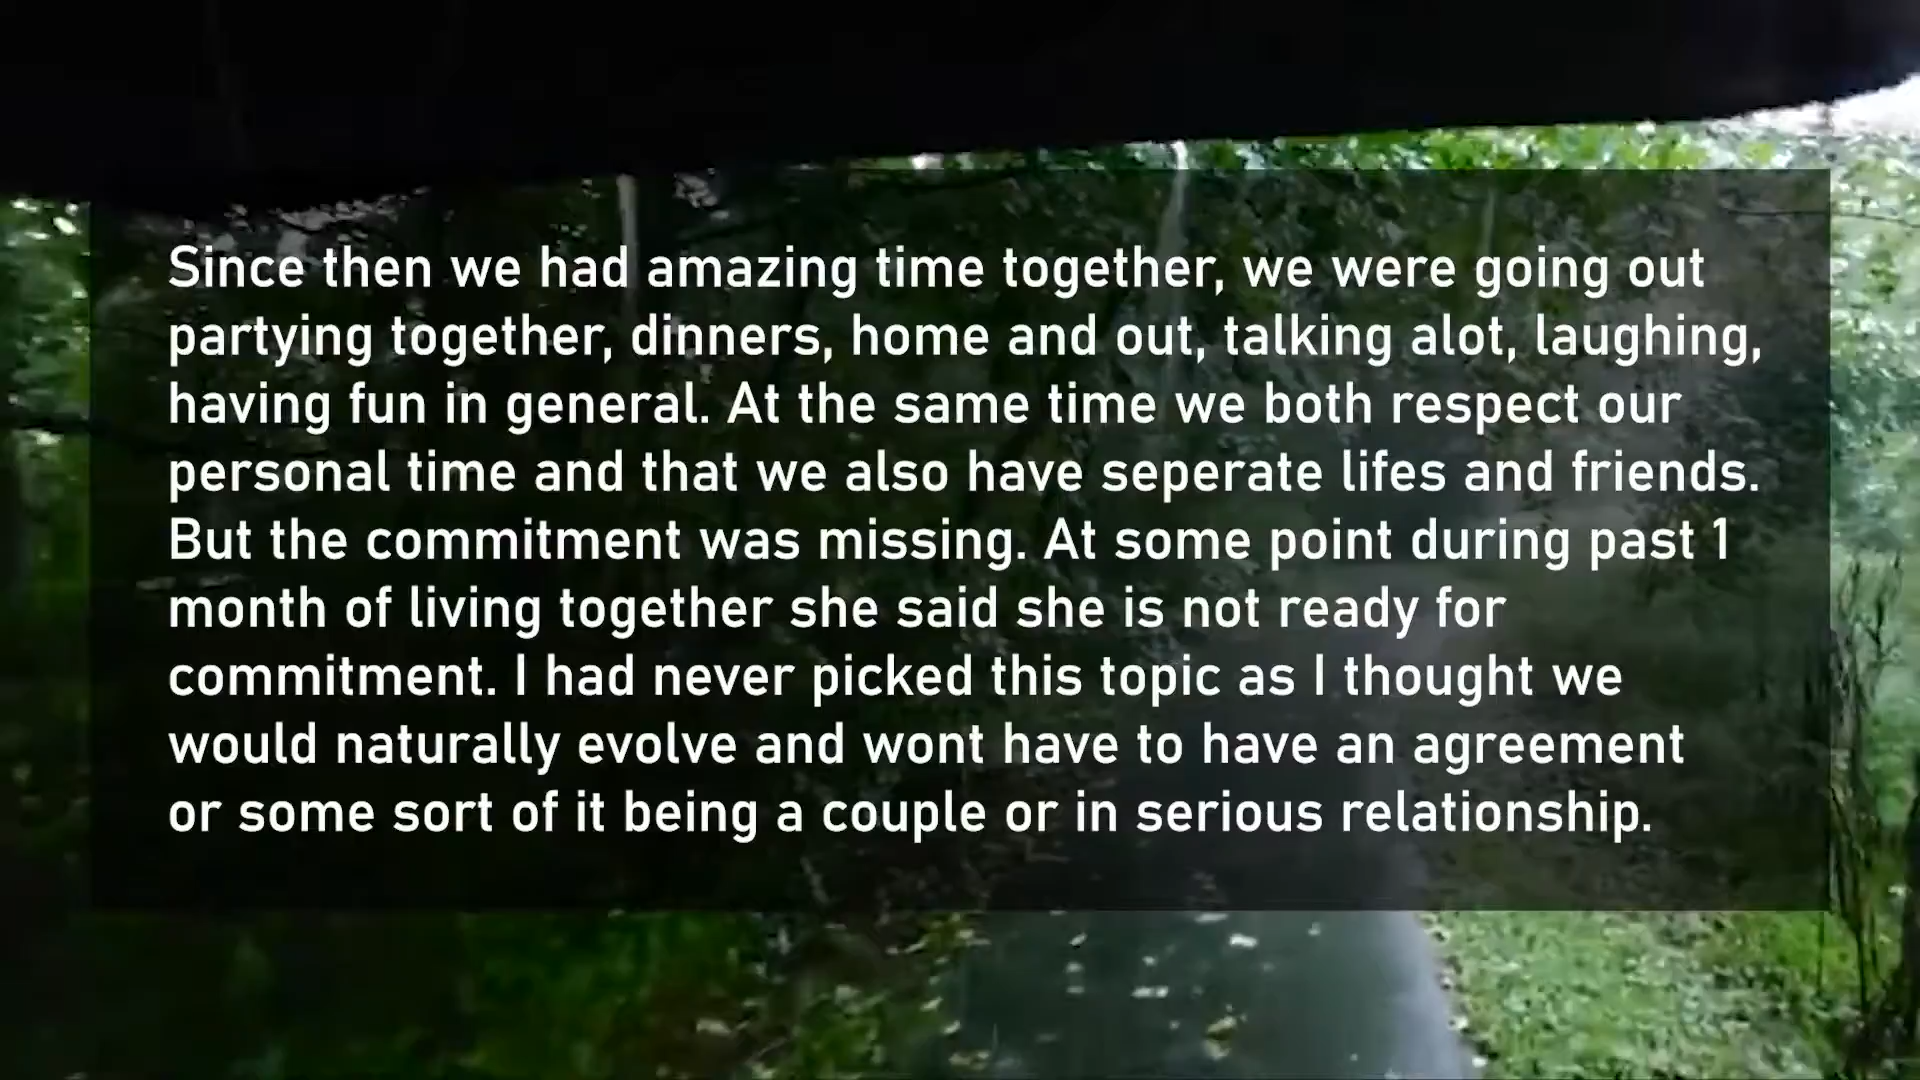 Since then we had amazing time together, we were going out
partying together, dinners, home and out, talking alot, laughing,
having fun in general. At the same time we both respect our
personal time and that we also have seperate lifes and friends.
But the commitment was missing. At some point during past 1
month of living together she said she is not ready for
commitment. I had never picked this topic as I thought we
would naturally evolve and wont have to have an agreement
or some sort of it being a couple or in serious relationship.